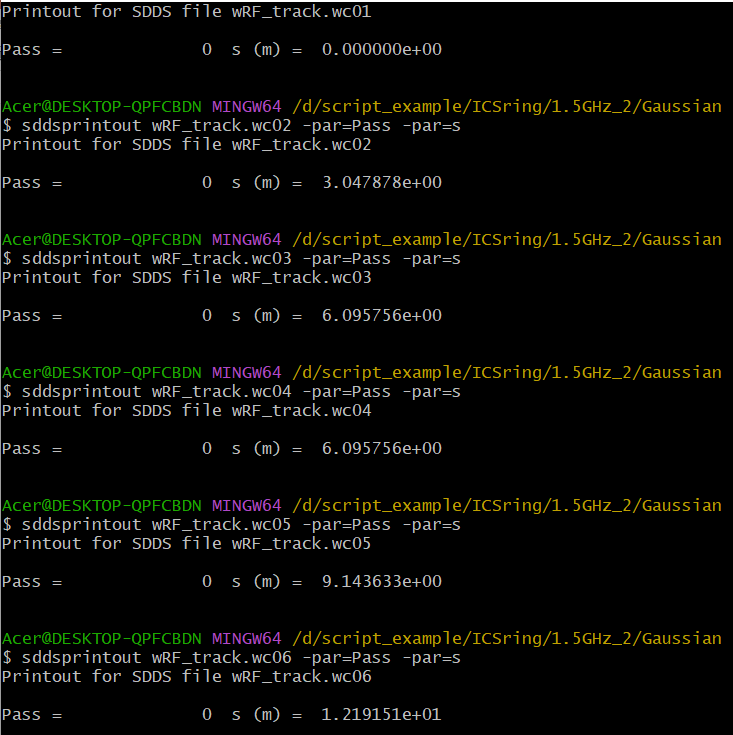 Printout for SDDS file wRF_track.wc01
Pass =              0  s (m) =  0.000000e+00
Acer@DESKTOP-QPFCBDN MINGW64 /d/script_example/ICSring/1.5GHz_2/Gaussian
$ sddsprintout wRF_track.wc02 -par=Pass -par=s
Printout for SDDS file wRF_track.wc02
Pass =              0  s (m) =  3.047878e+00
Acer@DESKTOP-QPFCBDN MINGW64 /d/script_example/ICSring/1.5GHz_2/Gaussian
$ sddsprintout wRF_track.wc03 -par=Pass -par=s
Printout for SDDS file wRF_track.wc03
Pass =              0  s (m) =  6.095756e+00
Acer@DESKTOP-QPFCBDN MINGW64 /d/script_example/ICSring/1.5GHz_2/Gaussian
$ sddsprintout wRF_track.wc04 -par=Pass -par=s
Printout for SDDS file wRF_track.wc04
Pass =              0  s (m) =  6.095756e+00
Acer@DESKTOP-QPFCBDN MINGW64 /d/script_example/ICSring/1.5GHz_2/Gaussian
$ sddsprintout wRF_track.wc05 -par=Pass -par=s
Printout for SDDS file wRF_track.wc05
Pass =              0  s (m) =  9.143633e+00
Acer@DESKTOP-QPFCBDN MINGW64 /d/script_example/ICSring/1.5GHz_2/Gaussian
$ sddsprintout wRF_track.wc06 -par=Pass -par=s
Printout for SDDS file wRF_track.wc06
Pass =              0  s (m) =  1.219151e+01